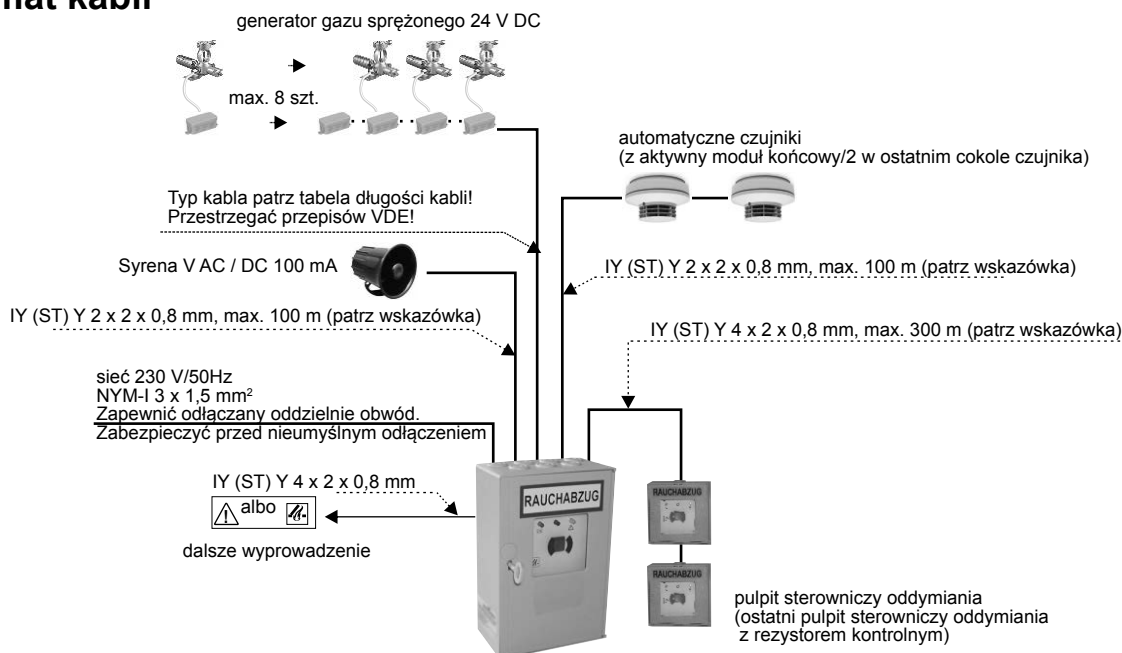 generator gazu sprężonego 24 V DC
max. 8 szt.
automatyczne czujniki
(z aktywny moduł końcowy/2 w ostatnim cokole czujnika)
Typ kabla patrz tabela długości kabli!
Przestrzegać przepisów VDE!
Syrena V AC / DC 100 mA
IY (ST) Y 2 x 2 x 0,8 mm, max. 100 m (patrz wskazówka)
IY (ST) Y 2 x 2 x 0,8 mm, max. 100 m (patrz wskazówka)
IY (ST) Y 4 x 2 x 0,8 mm, max. 300 m (patrz wskazówka)
sieć 230 V/50Hz
NYM-I 3 x 1,5 mm²
Zapewnić odłączany oddzielnie obwód.
Zabezpieczyć przed nieumyślnym odłączeniem
IY (ST) Y 4 x 2 x 0,8 mm
albo
dalsze wyprowadzenie
RAUCHABZUG
RAUCHABZUG
RAUCHABZUG
pulpit sterowniczy oddymiania
(ostatni pulpit sterowniczy oddymiania
z rezystorem kontrolnym)